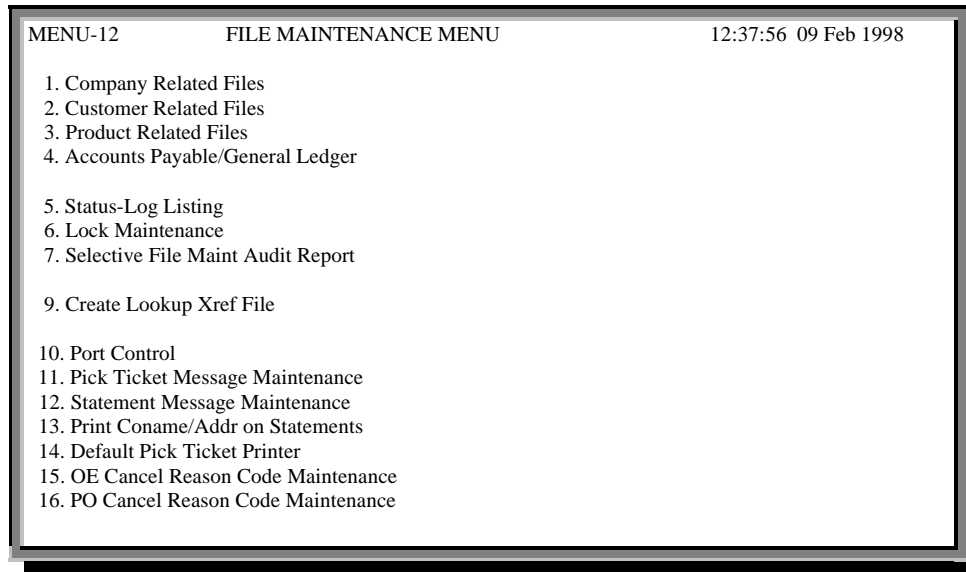 MENU-12 FILE MAINTENANCE MENU 12:37:56 09 Feb 1998
1. Company Related Files
2. Customer Related Files
3. Product Related Files
4. Accounts Payable/General Ledger
5. Status-Log Listing
6. Lock Maintenance
7. Selective File Maint Audit Report
9. Create Lookup Xref File
10. Port Control
11. Pick Ticket Message Maintenance
12. Statement Message Maintenance
13. Print Coname/Addr on Statements
14. Default Pick Ticket Printer
15. OE Cancel Reason Code Maintenance
16. PO Cancel Reason Code Maintenance